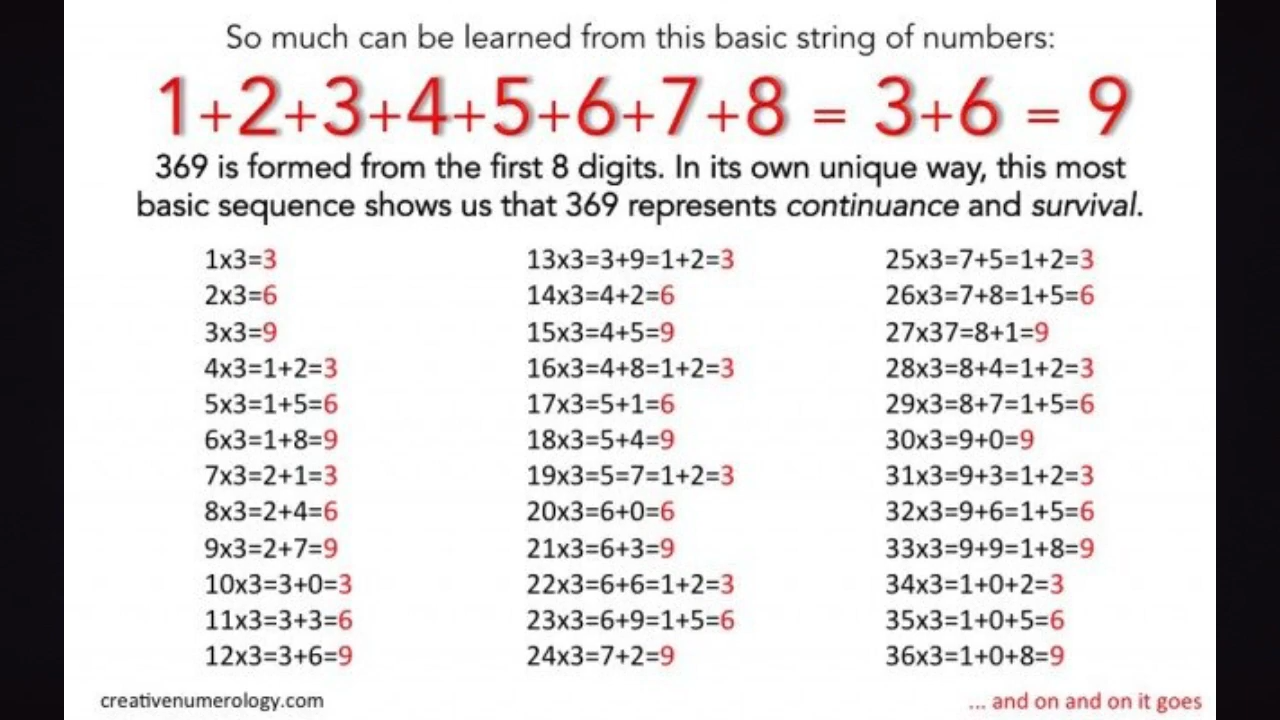 So much can be learned from this basic string of numbers:
1+2+3+4+5+6+7+8 = 3+6 = 9
369 is formed from the first 8 digits. In its own unique way, this most
basic sequence shows us that 369 represents continuance and survival.
1x3=3
2x3=6
3x3=9
4x3=1+2=3
5x3=1+5=6
6x3=1+8=9
7x3=2+1=3
8x3=2+4=6
9x3=2+7=9
10x3=3+0=3
11x3=3+3=6
12x3=3+6=9
13x3=3+9=1+2=3
14x3=4+2=6
15x3=4+5=9
16x3=4+8=1+2=3
17x3=5+1=6
18x3=5+4=9
19x3=5=7=1+2=3
20x3=6+0=6
21x3=6+3=9
22x3=6+6=1+2=3
23x3=6+9=1+5=6
24x3=7+2=9
25x3=7+5=1+2=3
26x3=7+8=1+5=6
27x37=8+1=9
28x3=8+4=1+2=3
29x3=8+7=1+5=6
30x3=9+0=9
31x3=9+3=1+2=3
32x3=9+6=1+5=6
33x3=9+9=1+8=9
34x3=1+0+2=3
35x3=1+0+5=6
36x3=1+0+8=9
creativenumerology.com
... and on and on it goes